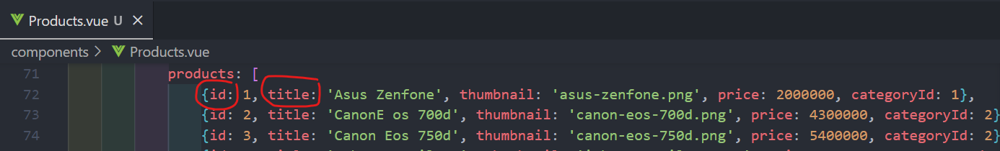 Products.vue U
components > Products.vue
71 products: [
72 {id: 1, title: 'Asus Zenfone', thumbnail: 'asus-zenfone.png', price: 2000000, categoryId: 1},
73 {id: 2, title: 'CanonE os 700d', thumbnail: 'canon-eos-700d.png', price: 4300000, categoryId: 2}
74 {id: 3, title: 'Canon Eos 750d', thumbnail: 'canon-eos-750d.png', price: 5400000, categoryId: 2}